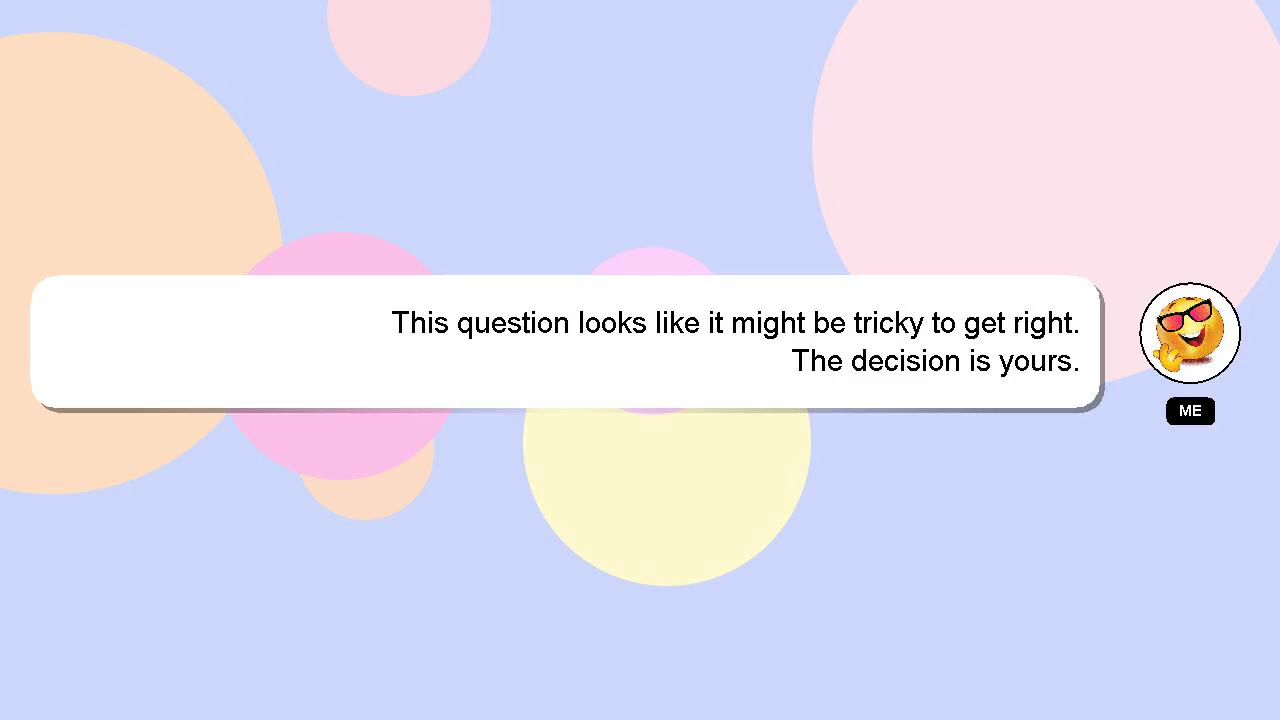 This question looks like it might be tricky to get right.
The decision is yours.
ME